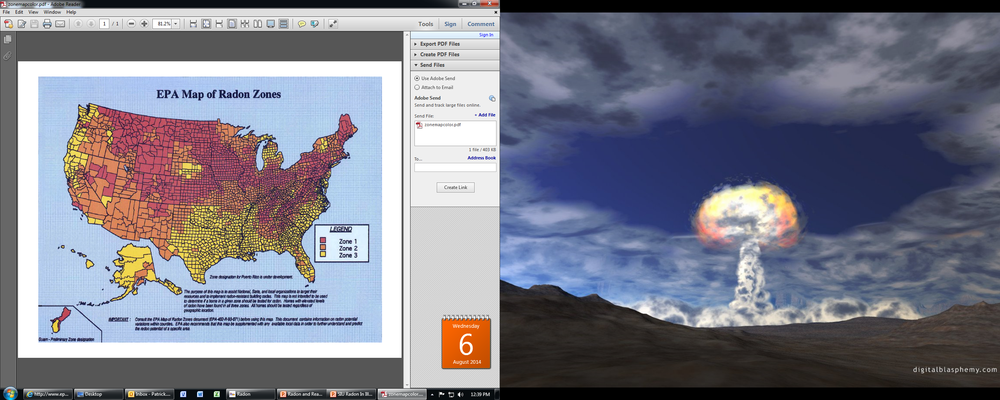 zonemapcolor.pdf - Adobe Reader
File Edit View Window Help
1 / 1 81.2% Tools Sign Comment
Sign In
Export PDF Files
Create PDF Files
Send Files
Use Adobe Send
Attach to Email
Adobe Send
Send and track large files online.
Send File: + Add File
zonemapcolor.pdf
1 file / 403 KB
To... Address Book
Create Link
EPA Map of Radon Zones
LEGEND
Zone 1
Zone 2
Zone 3
Zone designation for Puerto Rico is under development.
The purpose of this map is to assist National, State, and local organizations to target their
resources and to implement radon-resistant building codes. This map is not intended to be used
to determine if a home in a given zone should be tested for radon. Homes with elevated levels
of radon have been found in all three zones. All homes should be tested regardless of
geographic location.
IMPORTANT : Consult the EPA Map of Radon Zones document (EPA-402-R-93-071) before using this map. This document contains information on radon potential
variations within counties. EPA also recommends that this map be supplemented with any available local data in order to further understand and predict
the radon potential of a specific area.
Guam - Preliminary Zone designation
Wednesday
6
August 2014
digitalblasphemy.com
http://www.ep... Desktop Inbox - Patrick.... Radon Radon and Rea... SIU Radon In Ill... zonemapcolor.... 12:39 PM